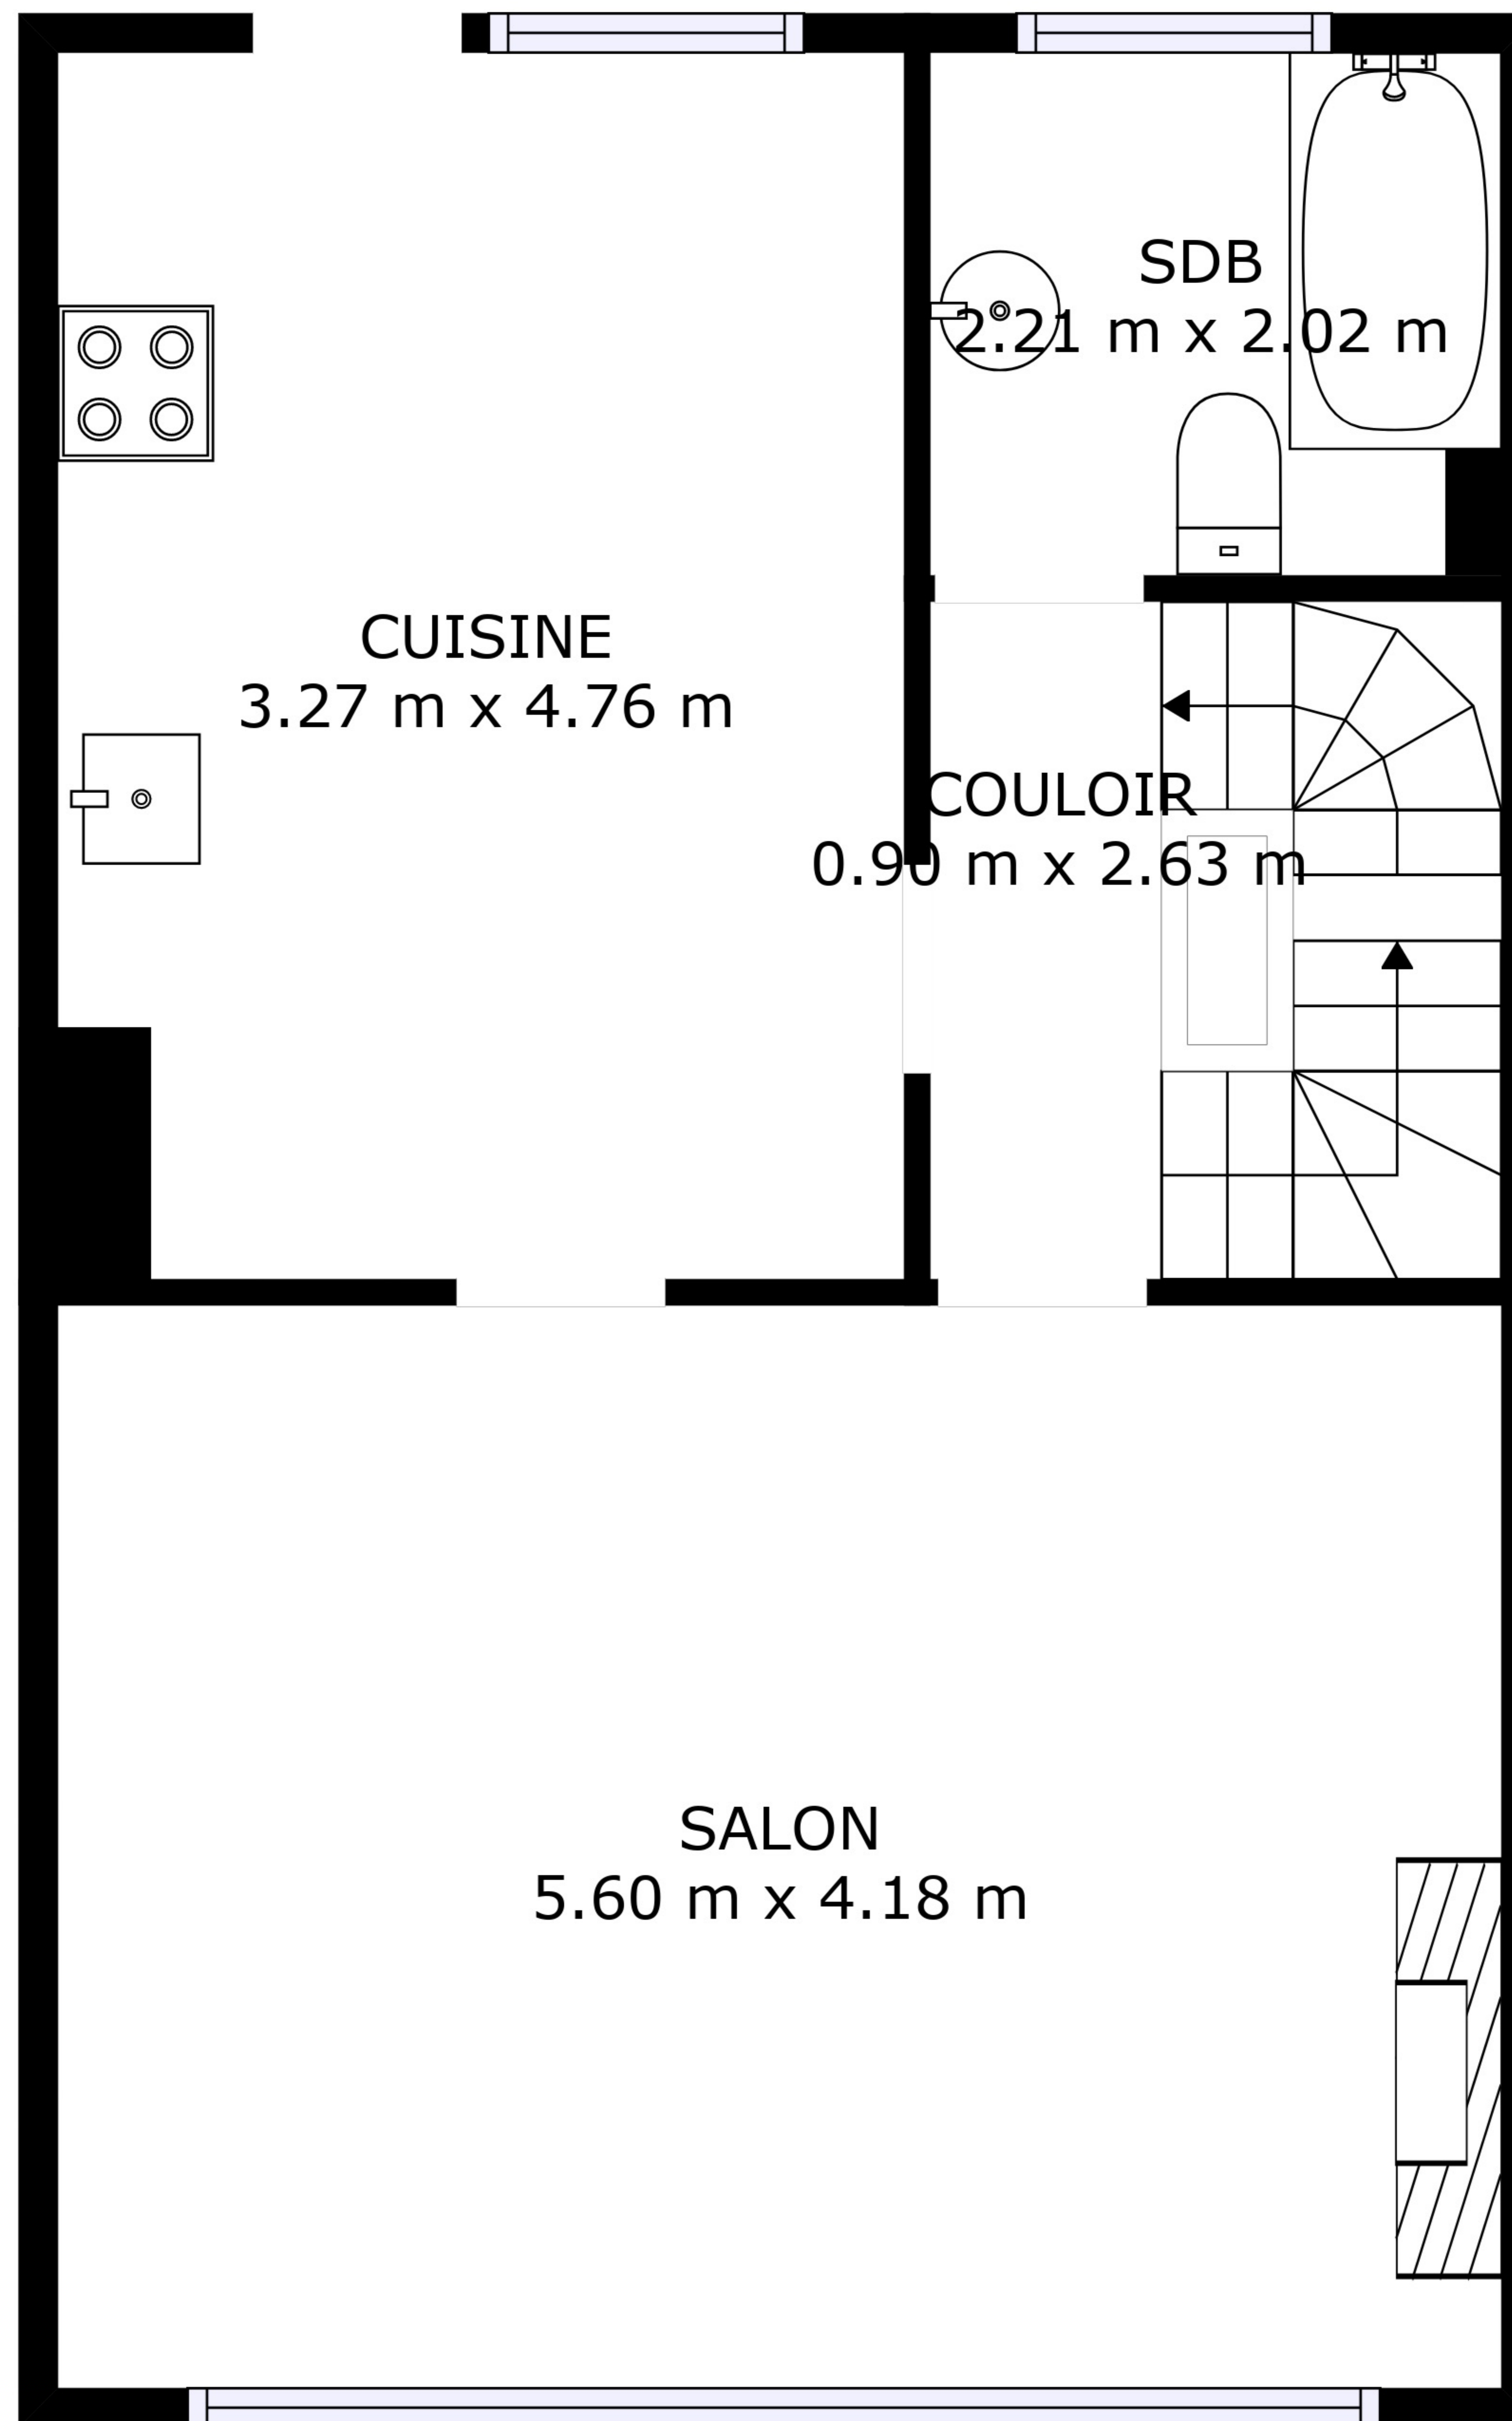 SDB
2.21 m x 2.02 m
CUISINE
3.27 m x 4.76 m
COULOIR
0.90 m x 2.63 m
SALON
5.60 m x 4.18 m